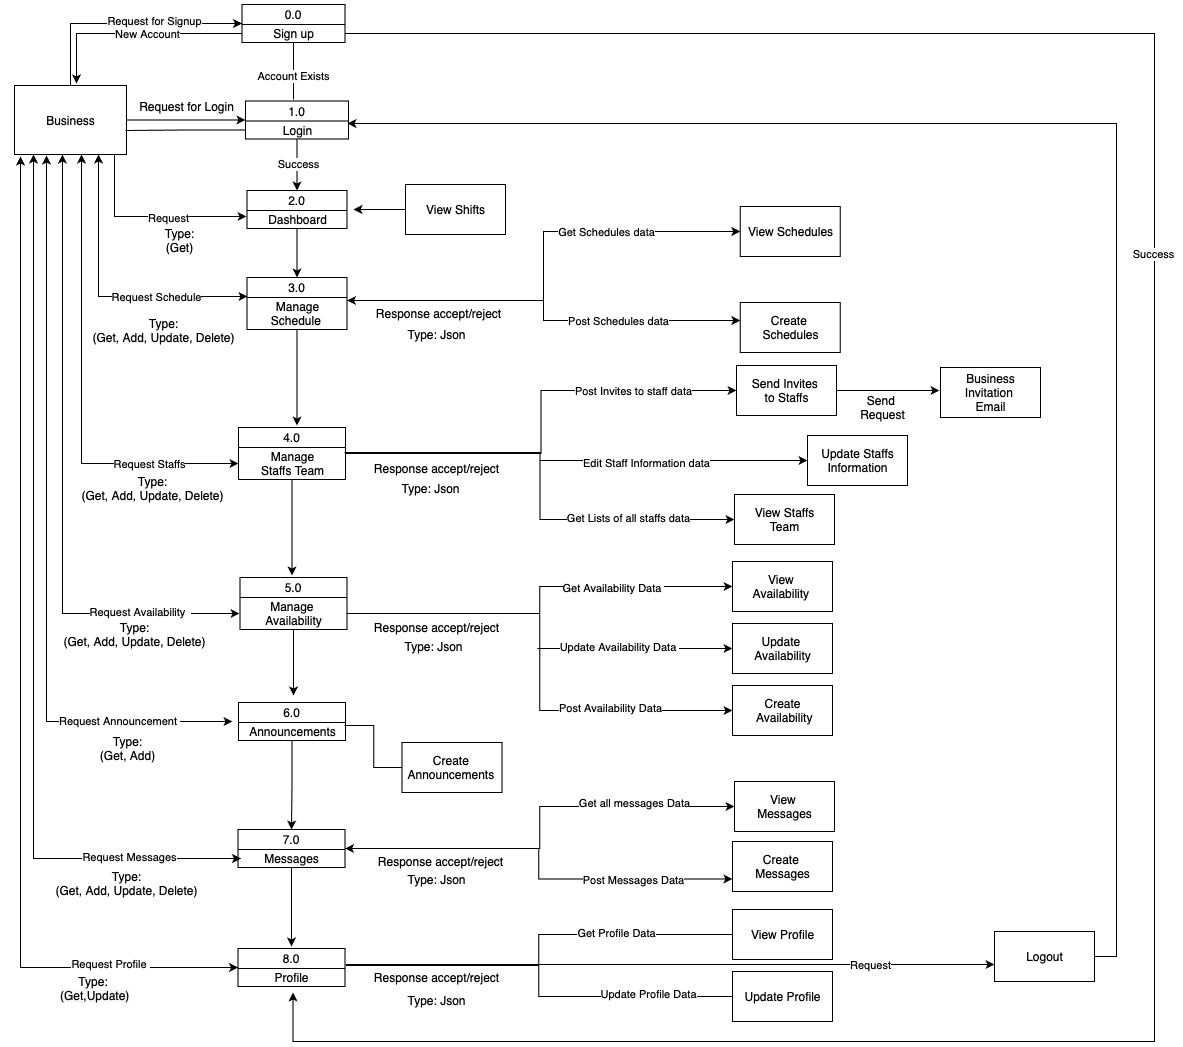 0.0
Request for Signup
New Account
Sign up
Account Exists
Business
Request for Login
1.0
Login
Success
2.0
Dashboard
View Shifts
Request
Type:
(Get)
Get Schedules data
View Schedules
Success
3.0
Manage
Schedule
Request Schedule
Type:
(Get, Add, Update, Delete)
Response accept/reject
Type: Json
Post Schedules data
Create
Schedules
Post Invites to staff data
Send Invites
to Staffs
Send
Request
Business
Invitation
Email
4.0
Manage
Staffs Team
Request Staffs
Type:
(Get, Add, Update, Delete)
Response accept/reject
Type: Json
Edit Staff Information data
Update Staffs
Information
Get Lists of all staffs data
View Staffs
Team
5.0
Manage
Availability
Request Availability
Type:
(Get, Add, Update, Delete)
Response accept/reject
Type: Json
Get Availability Data
View
Availability
Update Availability Data
Update
Availability
Post Availability Data
Create
Availability
6.0
Announcements
Request Announcement
Type:
(Get, Add)
Create
Announcements
Get all messages Data
View
Messages
7.0
Messages
Request Messages
Type:
(Get, Add, Update, Delete)
Response accept/reject
Type: Json
Create
Messages
Post Messages Data
Get Profile Data
View Profile
8.0
Profile
Request Profile
Type:
(Get,Update)
Response accept/reject
Type: Json
Request
Logout
Update Profile Data
Update Profile